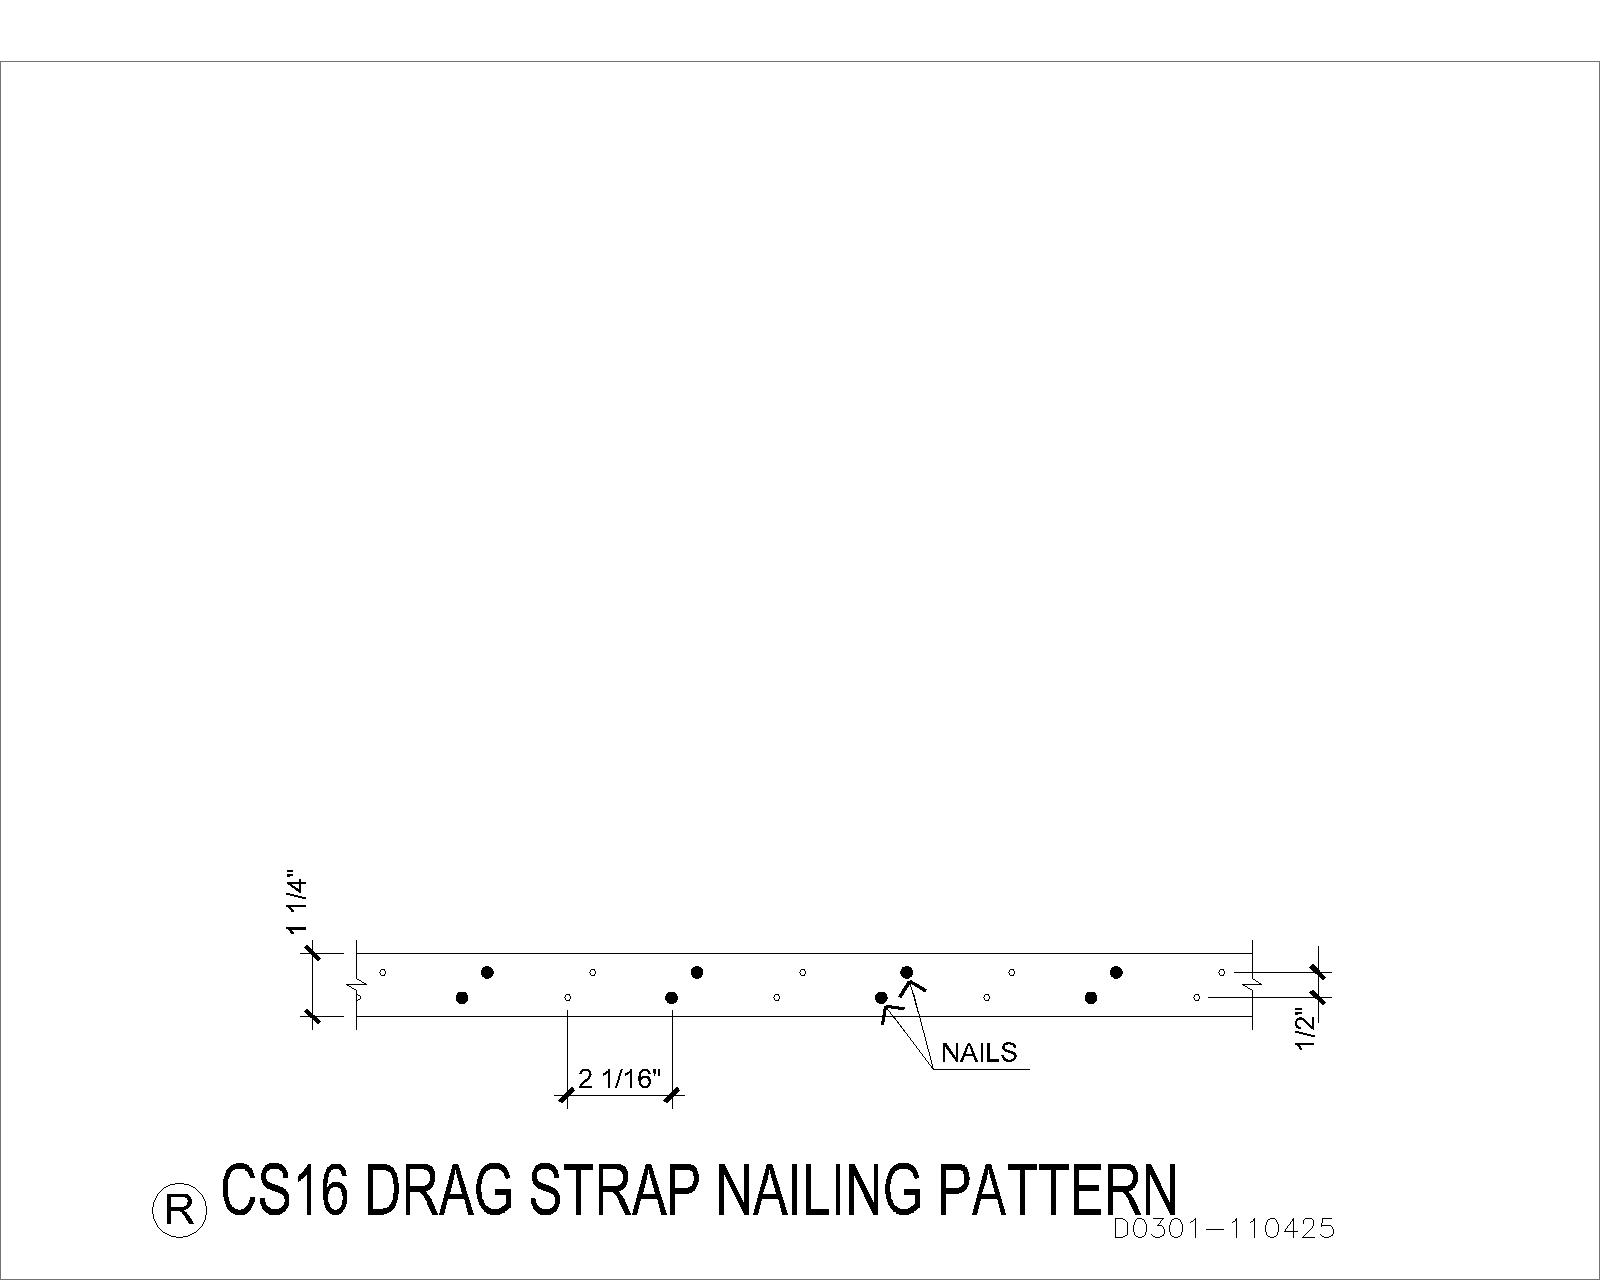 1 1/4"
1/2"
NAILS
2 1/16"
R CS16 DRAG STRAP NAILING PATTERN
D0301-110425